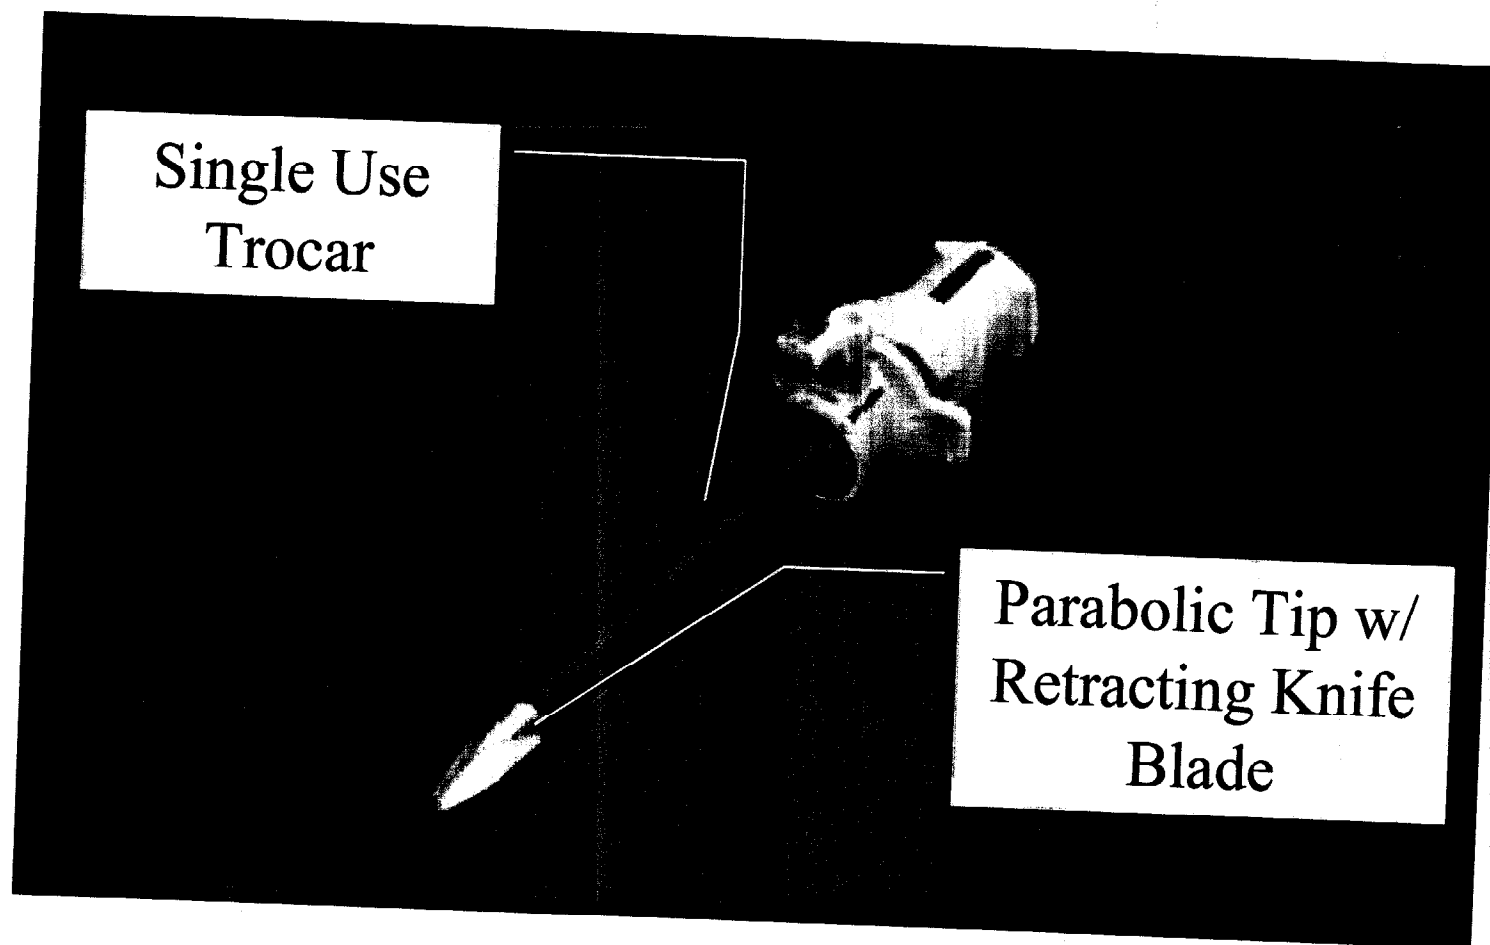 Single Use
Trocar
Parabolic Tip w/
Retracting Knife
Blade